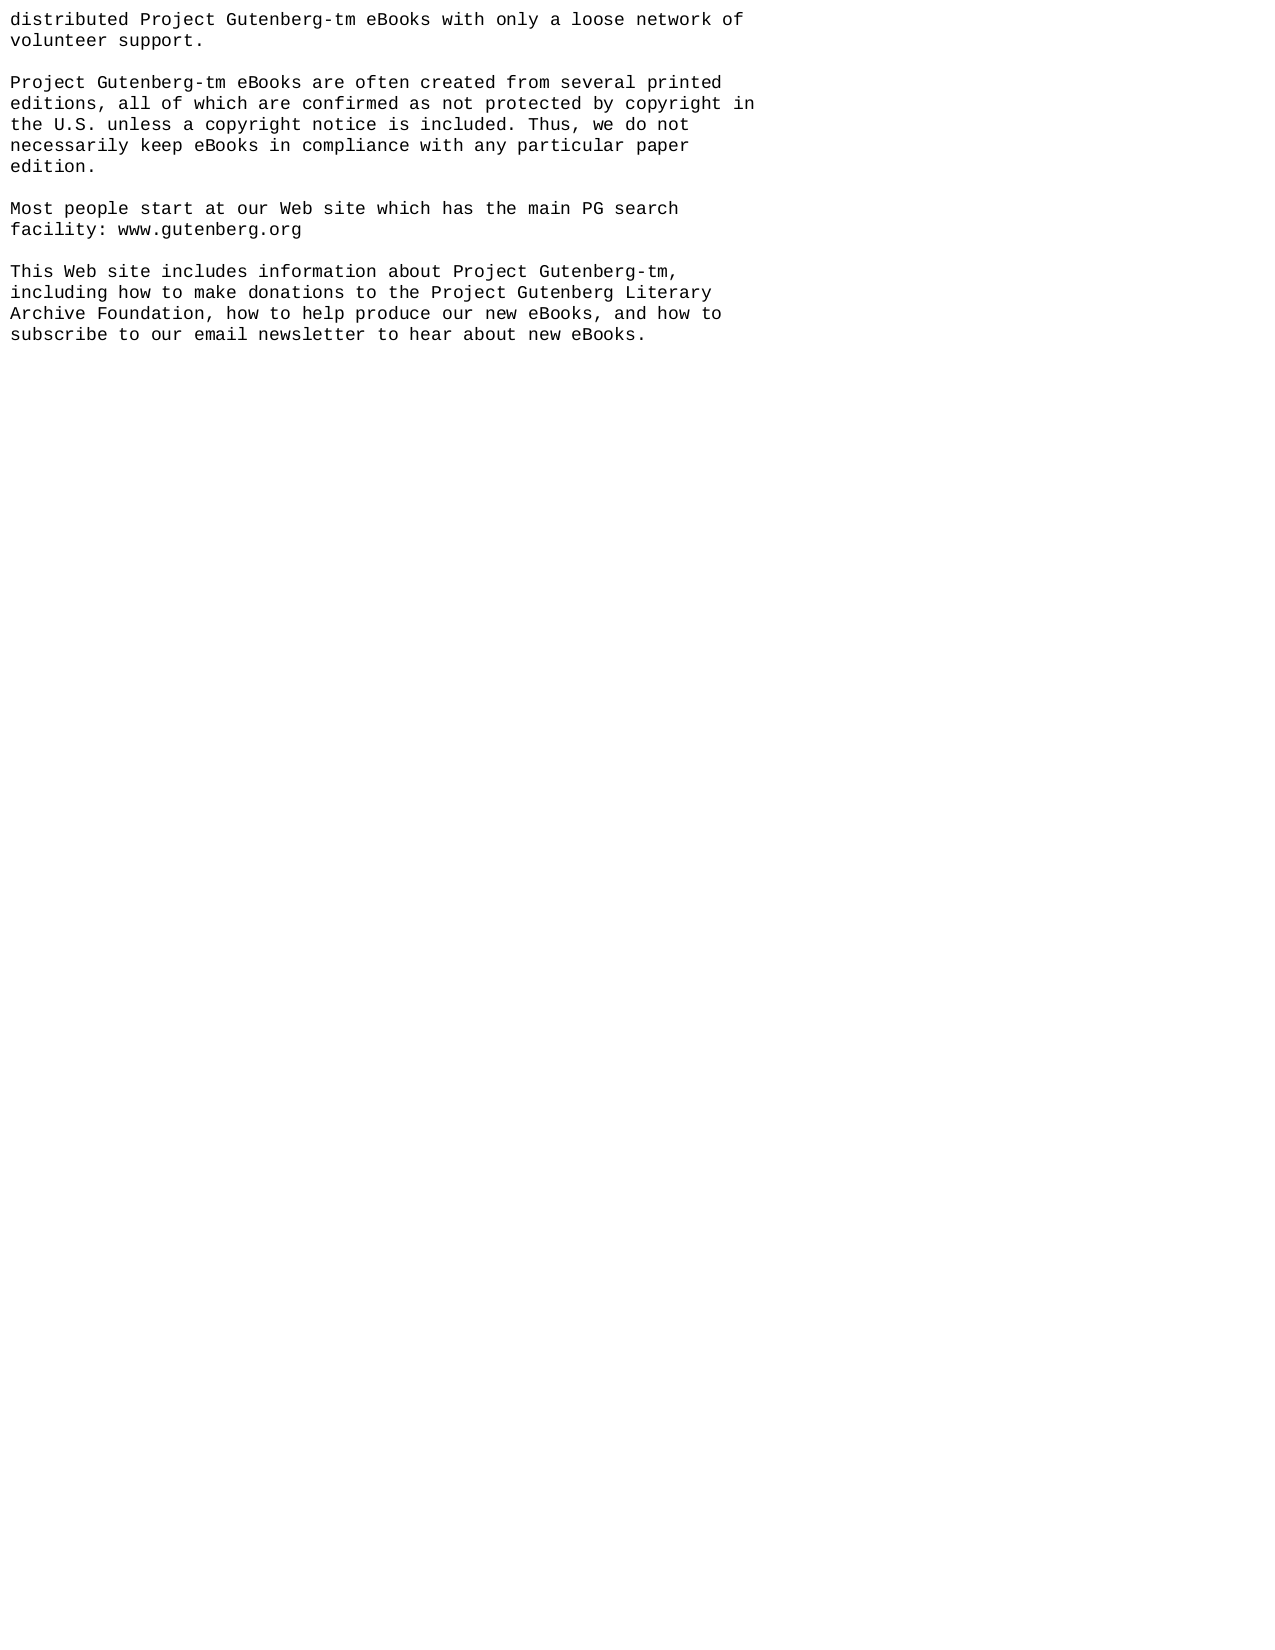 distributed Project Gutenberg-tm eBooks with only a loose network of
volunteer support.
Project Gutenberg-tm eBooks are often created from several printed
editions, all of which are confirmed as not protected by copyright in
the U.S. unless a copyright notice is included. Thus, we do not
necessarily keep eBooks in compliance with any particular paper
edition.
Most people start at our Web site which has the main PG search
facility: www.gutenberg.org
This Web site includes information about Project Gutenberg-tm,
including how to make donations to the Project Gutenberg Literary
Archive Foundation, how to help produce our new eBooks, and how to
subscribe to our email newsletter to hear about new eBooks.